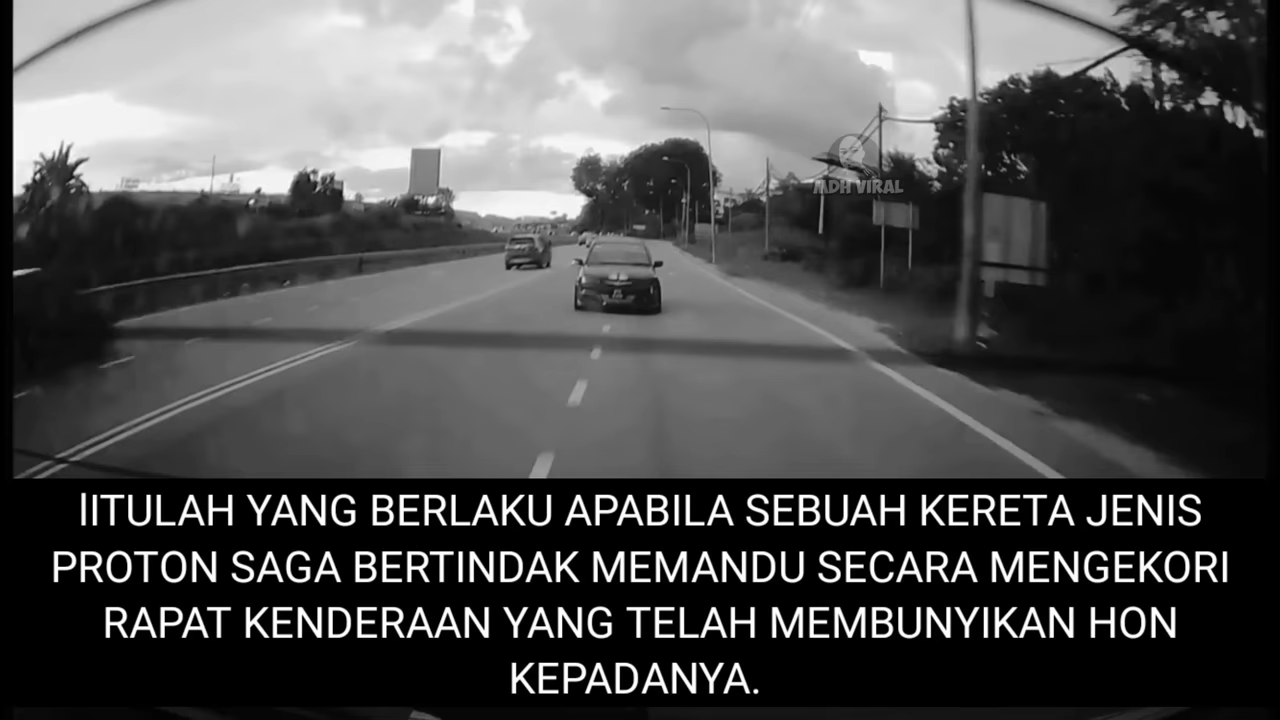 MDH VIRAL
IITULAH YANG BERLAKU APABILA SEBUAH KERETA JENIS
PROTON SAGA BERTINDAK MEMANDU SECARA MENGEKORI
RAPAT KENDERAAN YANG TELAH MEMBUNYIKAN HON
KEPADANYA.